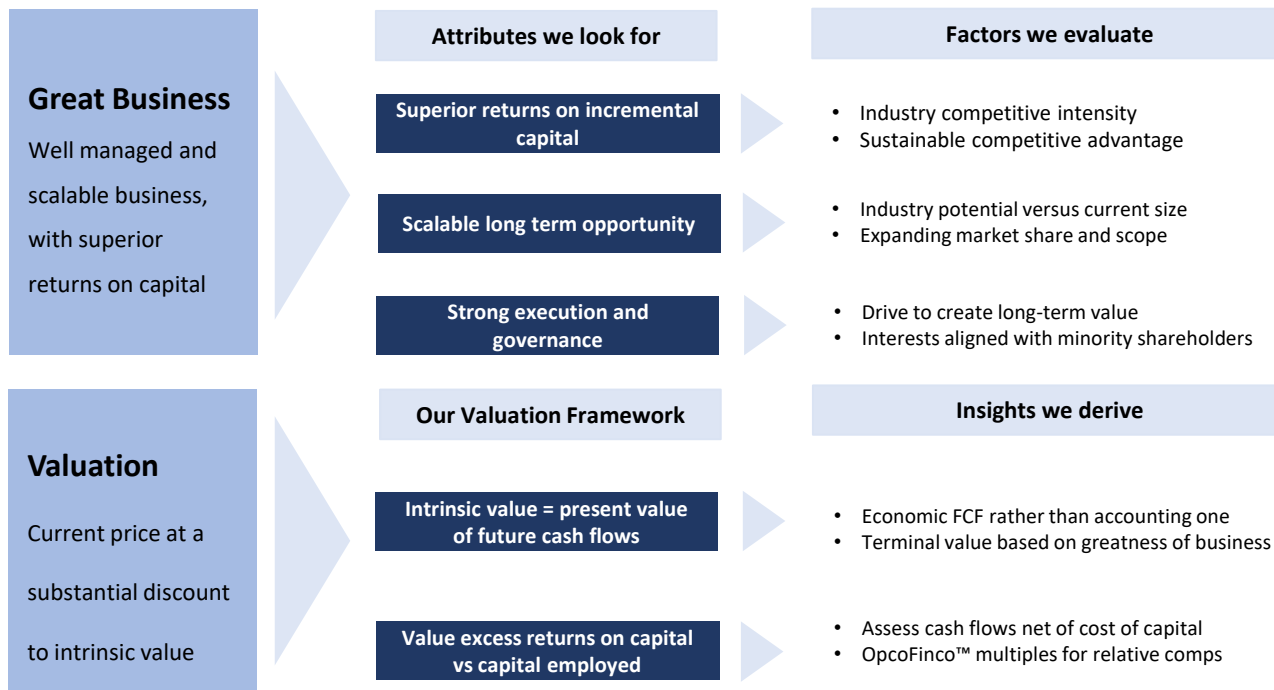 Attributes we look for
Factors we evaluate
Great Business
Well managed and
scalable business,
with superior
returns on capital
Superior returns on incremental
capital
• Industry competitive intensity
• Sustainable competitive advantage
Scalable long term opportunity
• Industry potential versus current size
• Expanding market share and scope
Strong execution and
governance
• Drive to create long-term value
• Interests aligned with minority shareholders
Our Valuation Framework
Insights we derive
Valuation
Current price at a
substantial discount
to intrinsic value
Intrinsic value = present value
of future cash flows
• Economic FCF rather than accounting one
• Terminal value based on greatness of business
Value excess returns on capital
vs capital employed
• Assess cash flows net of cost of capital
• OpcoFinco™ multiples for relative comps